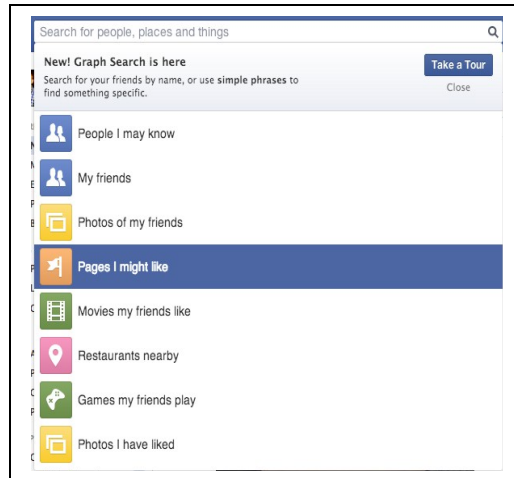 Search for people, places and things
New! Graph Search is here
Take a Tour
Search for your friends by name, or use simple phrases to
find something specific.
Close
People I may know
My friends
Photos of my friends
Pages I might like
Movies my friends like
Restaurants nearby
Games my friends play
Photos I have liked